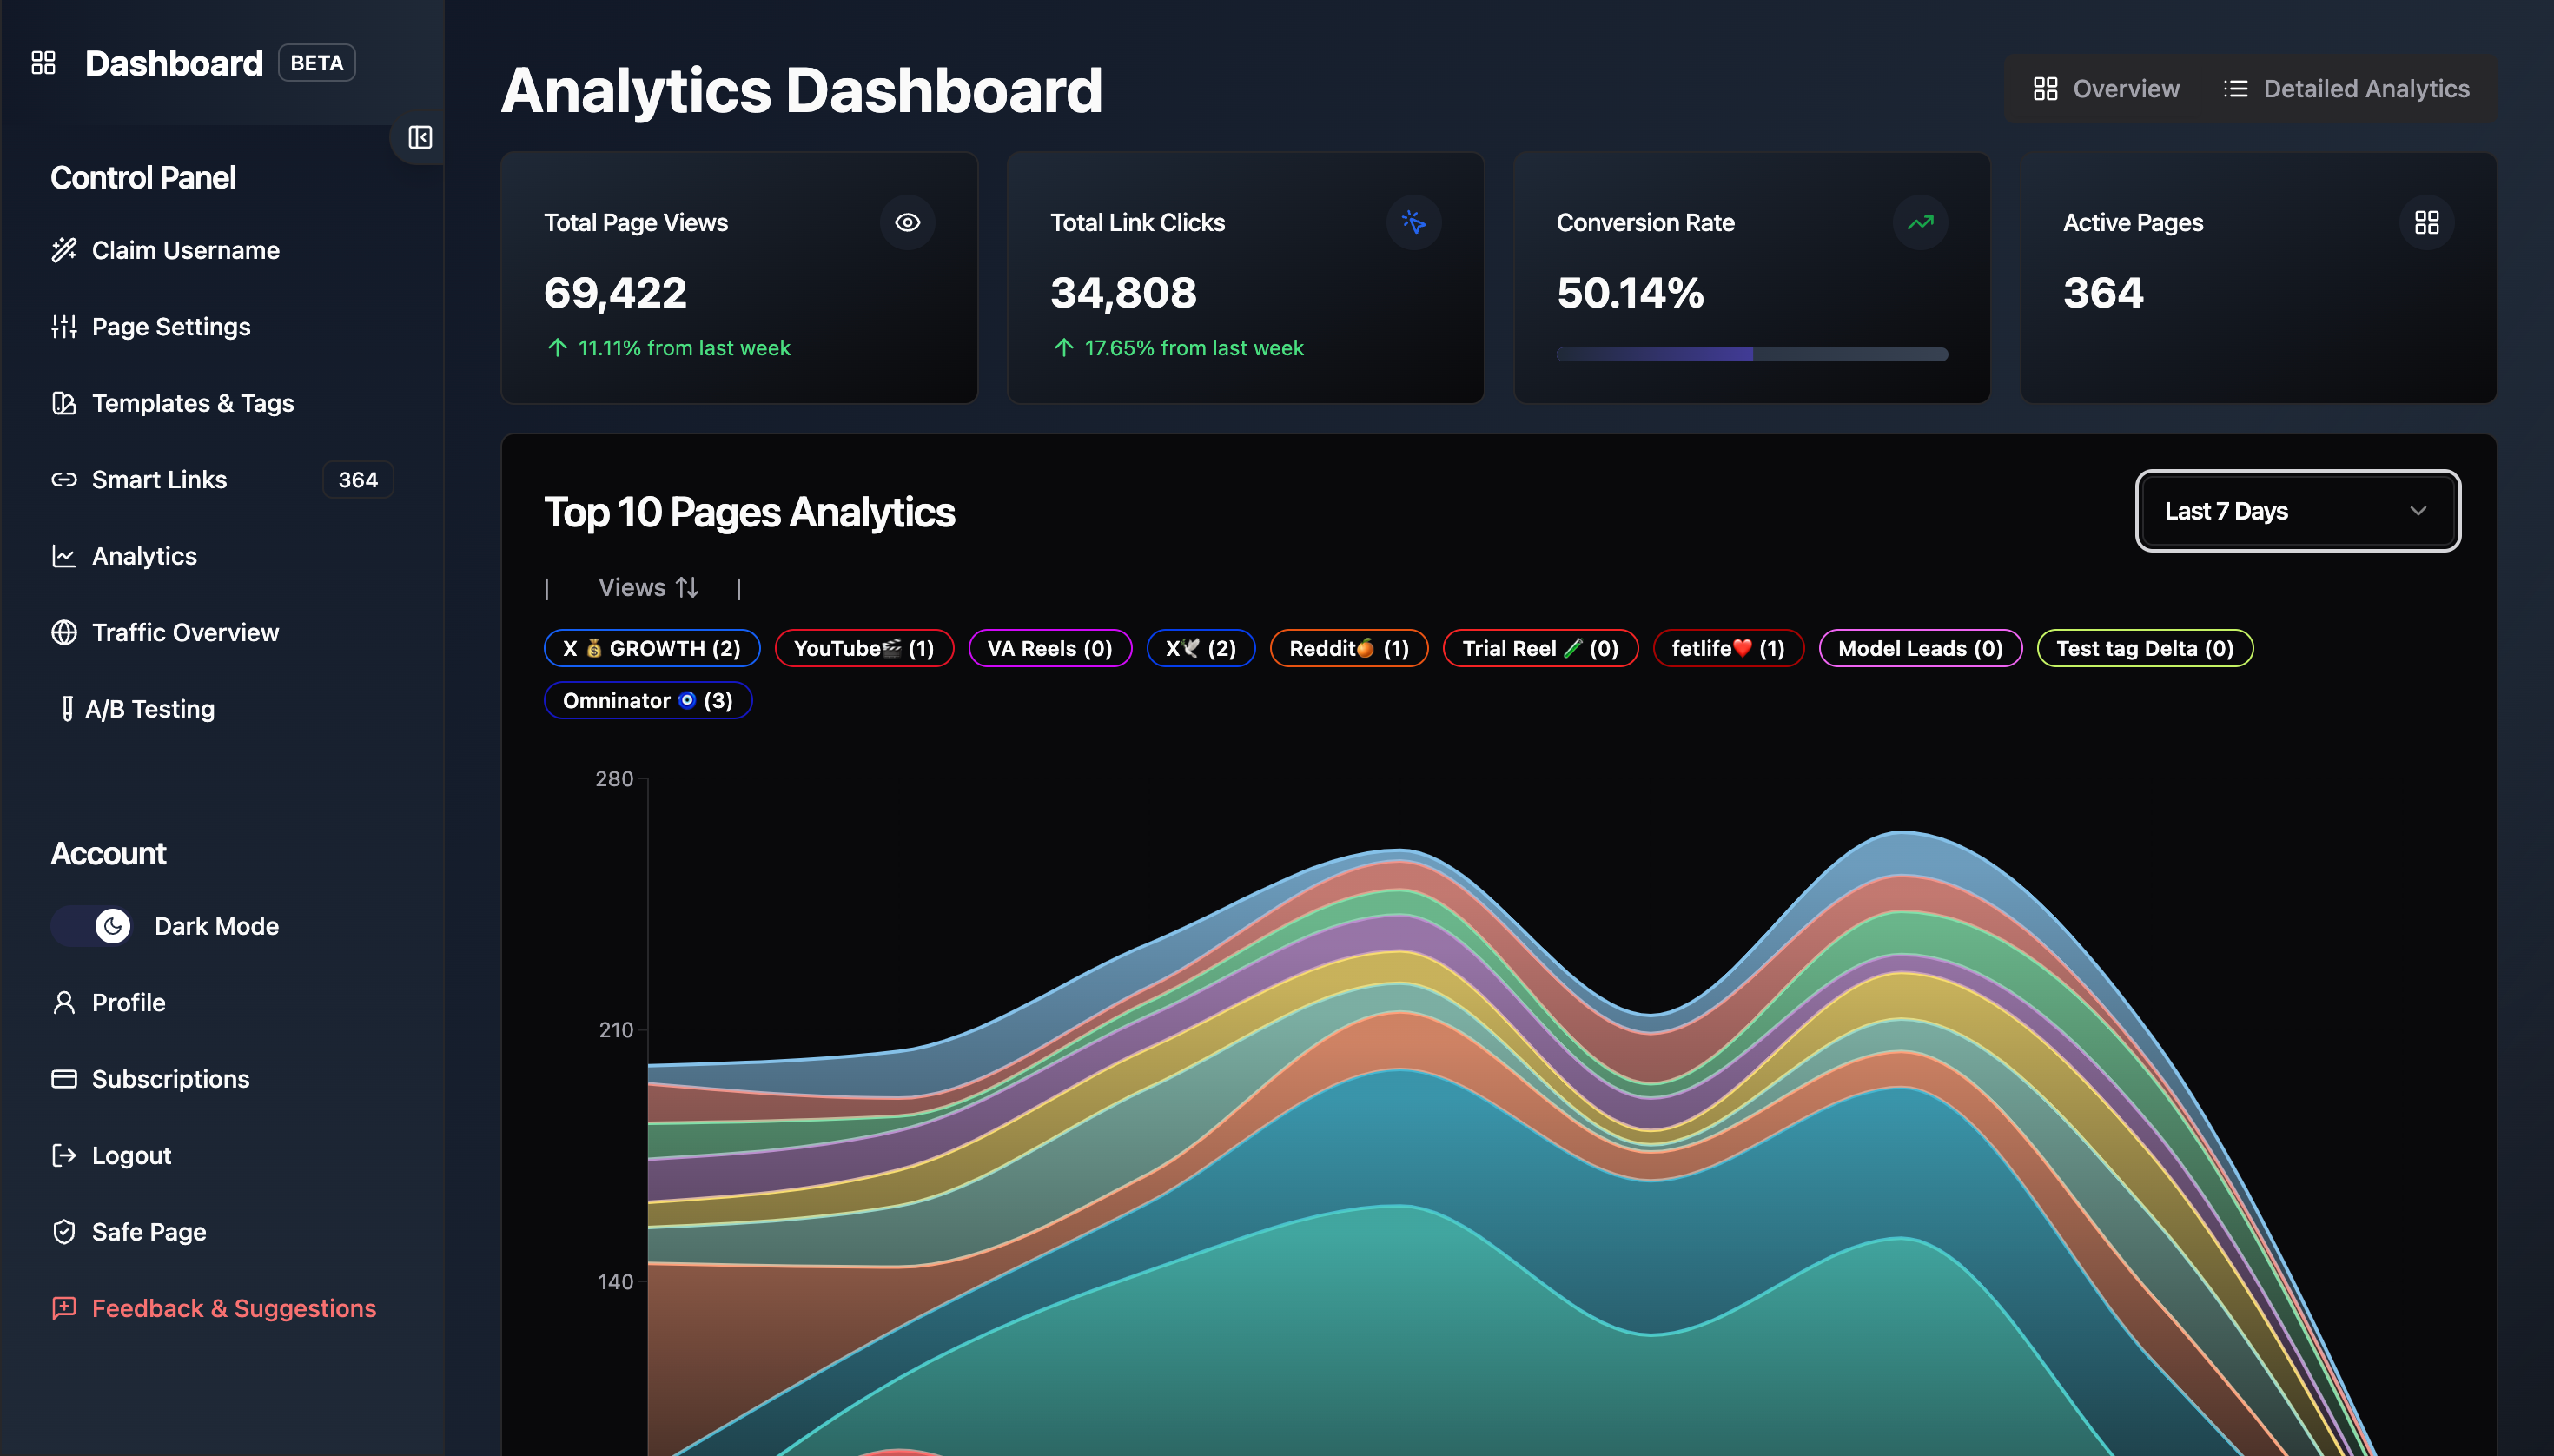 Dashboard BETA
Control Panel
Claim Username
Page Settings
Templates & Tags
Smart Links 364
Analytics
Traffic Overview
A/B Testing
Account
Dark Mode
Profile
Subscriptions
Logout
Safe Page
Feedback & Suggestions
Analytics Dashboard
Overview Detailed Analytics
Total Page Views
69,422
11.11% from last week
Total Link Clicks
34,808
17.65% from last week
Conversion Rate
50.14%
Active Pages
364
Top 10 Pages Analytics
Last 7 Days
| Views |
X 💰 GROWTH (2) YouTube🎬 (1) VA Reels (0) X🕊️ (2) Reddit🍊 (1) Trial Reel 🧪 (0) fetlife❤️ (1) Model Leads (0) Test tag Delta (0)
Omninator 🧿 (3)
280
210
140